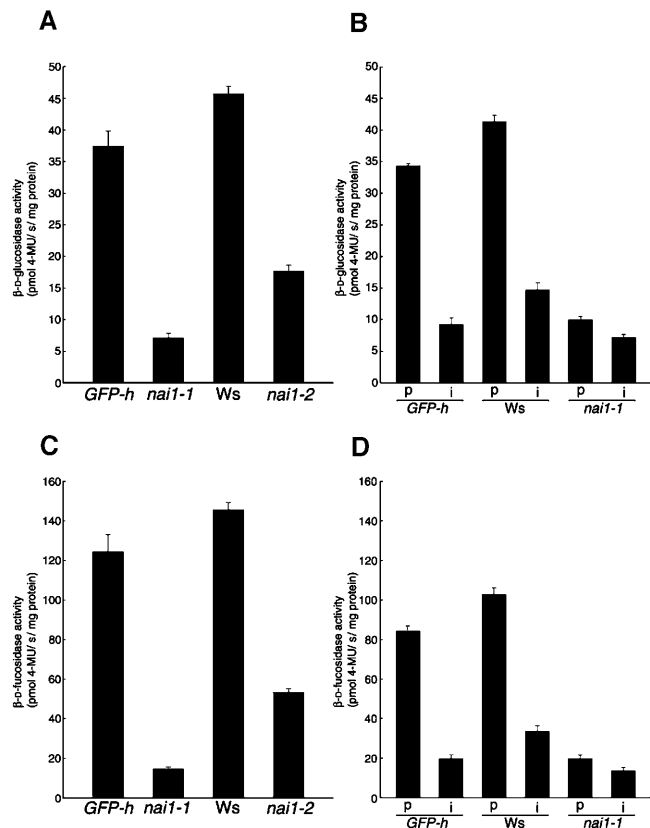 A
β-D-glucosidase activity
(pmol 4-MU/ s/ mg protein)
50
45
40
35
30
25
20
15
10
5
0
GFP-h nai1-1 Ws nai1-2
B
β-D-glucosidase activity
(pmol 4-MU/ s/ mg protein)
50
45
40
35
30
25
20
15
10
5
0
p i p i p i
GFP-h Ws nai1-1
C
β-D-fucosidase activity
(pmol 4-MU/ s/ mg protein)
160
140
120
100
80
60
40
20
0
GFP-h nai1-1 Ws nai1-2
D
β-D-fucosidase activity
(pmol 4-MU/ s/ mg protein)
160
140
120
100
80
60
40
20
0
p i p i p i
GFP-h Ws nai1-1